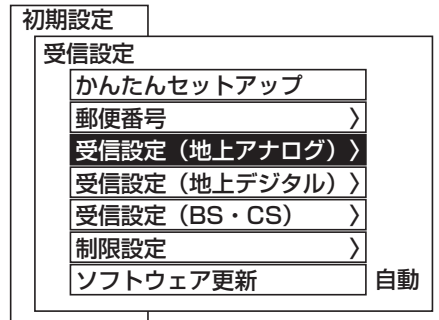 初期設定
受信設定
かんたんセットアップ
郵便番号 〉
受信設定（地上アナログ）〉
受信設定（地上デジタル）〉
受信設定（BS・CS） 〉
制限設定 〉
ソフトウェア更新 自動